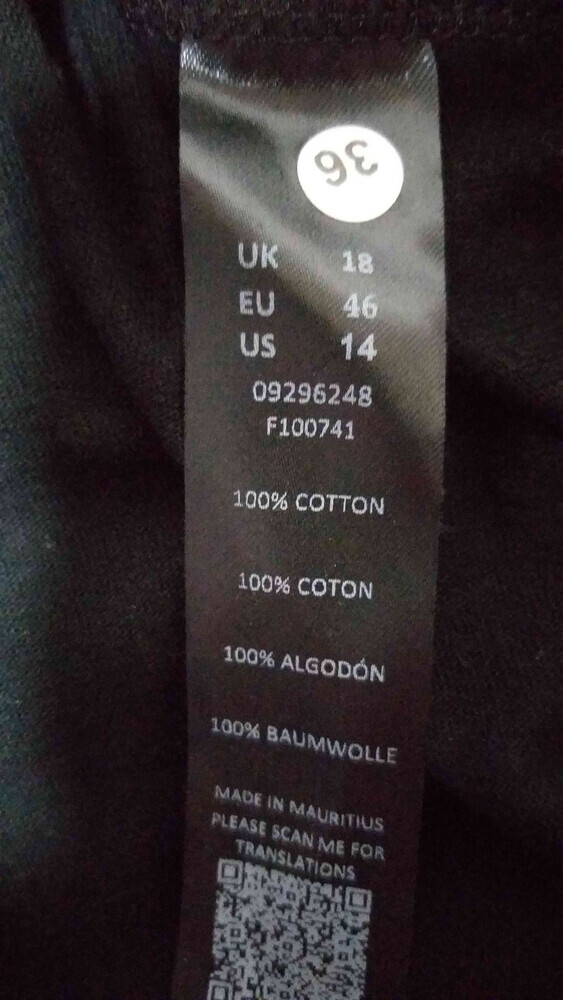 36
UK 18
EU 46
US 14
09296248
F100741
100% COTTON
100% COTON
100% ALGODÓN
100% BAUMWOLLE
MADE IN MAURITIUS
PLEASE SCAN ME FOR
TRANSLATIONS